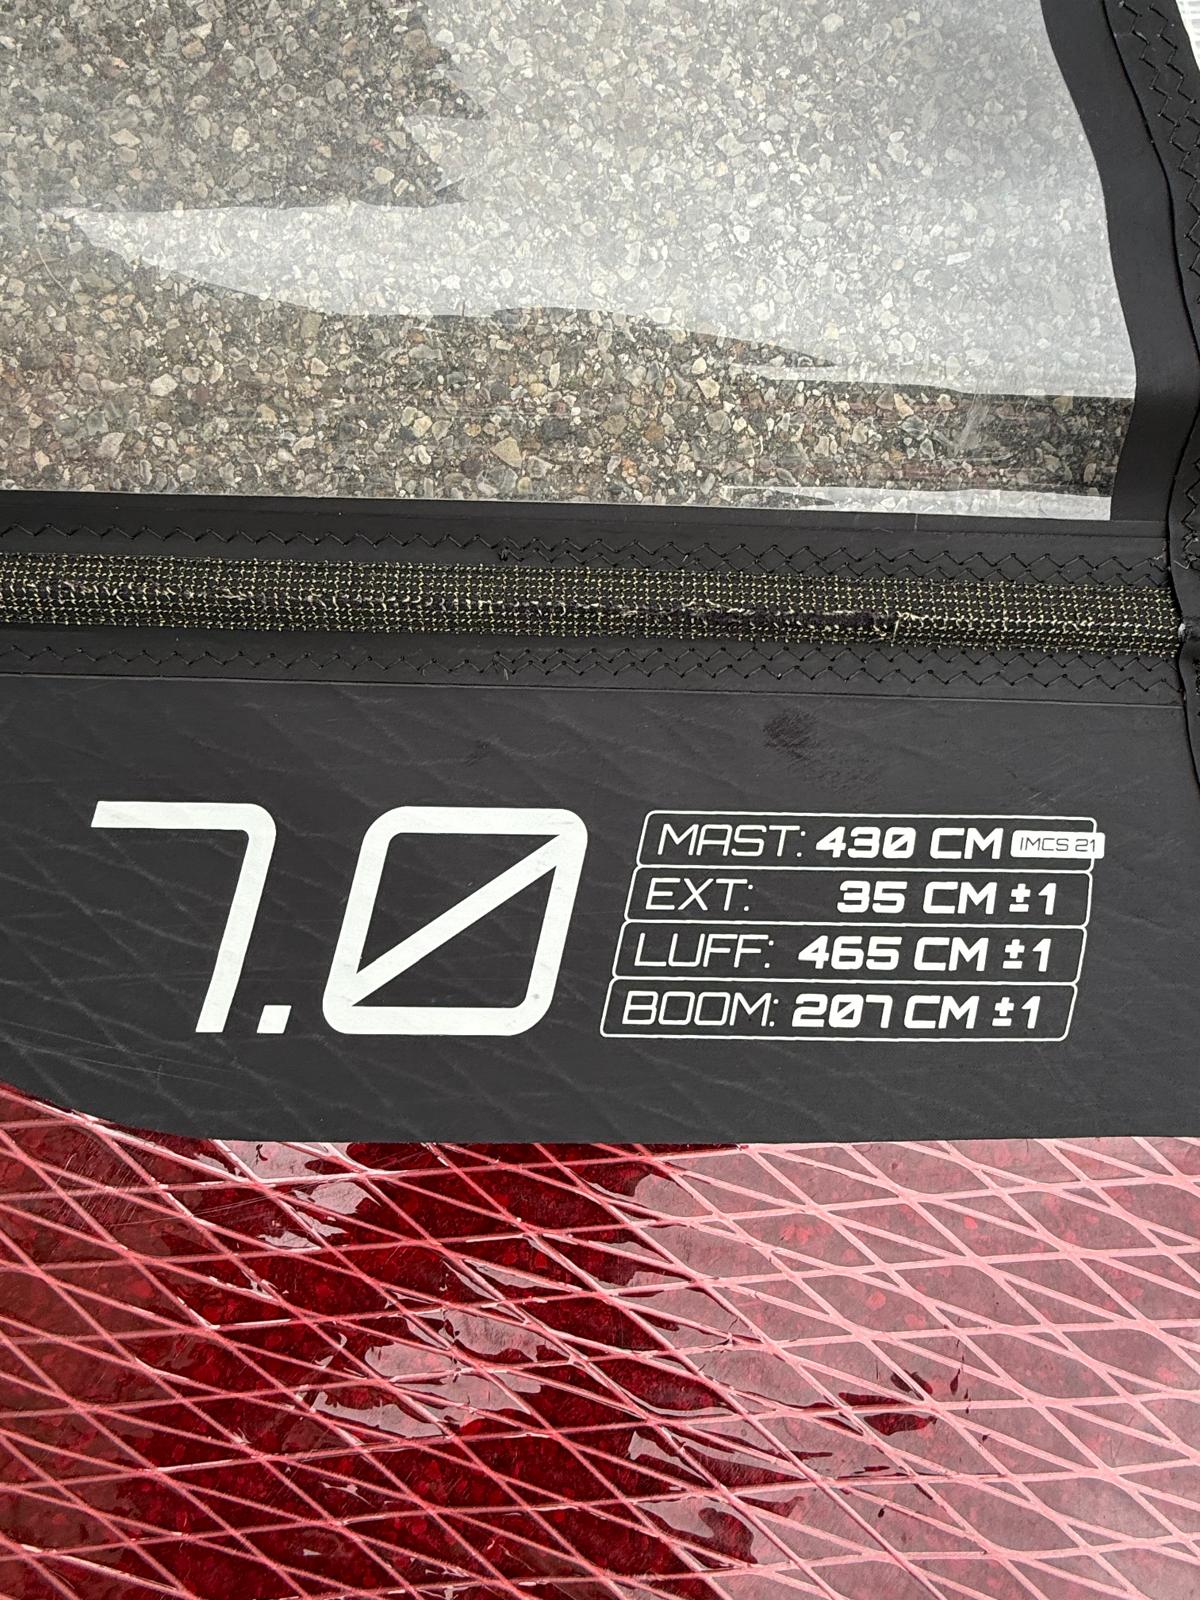 7.0
MAST: 430 CM IMCS 21
EXT: 35 CM ±1
LUFF: 465 CM ±1
BOOM: 207 CM ±1